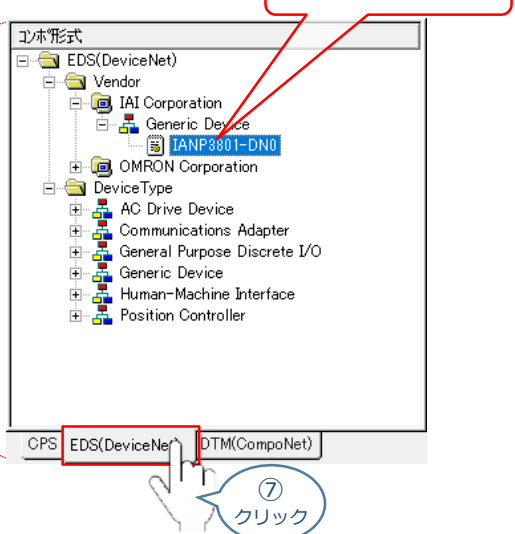 コンポ形式
EDS(DeviceNet)
Vendor
IAI Corporation
Generic Device
IANP3801-DN0
OMRON Corporation
DeviceType
AC Drive Device
Communications Adapter
General Purpose Discrete I/O
Generic Device
Human-Machine Interface
Position Controller
CPS EDS(DeviceNet) DTM(CompoNet)
⑦
クリック